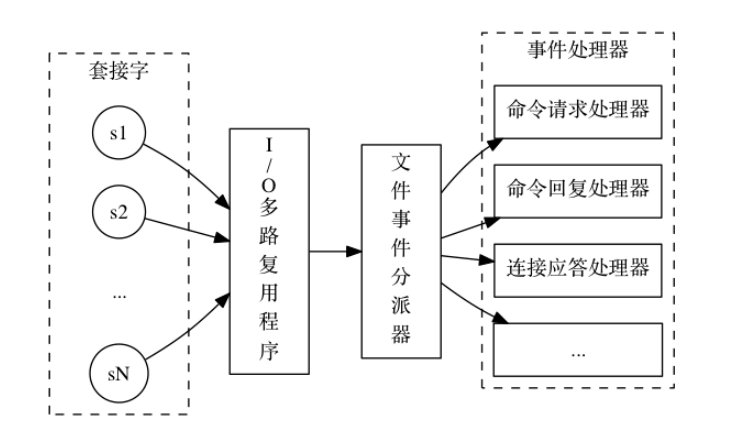 套接字
s1
s2
...
sN
I/O多路复用程序
文件事件分派器
事件处理器
命令请求处理器
命令回复处理器
连接应答处理器
...